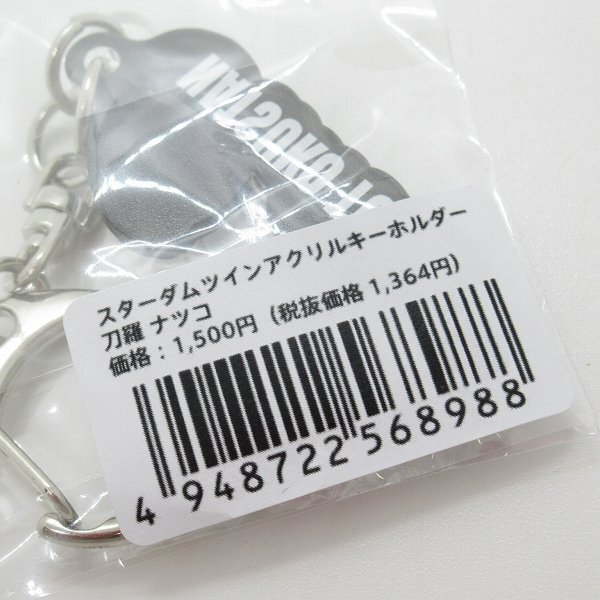 スターダムツインアクリルキーホルダー
刀羅 ナツコ
価格：1,500円（税抜価格 1,364円）
4 948722 568988